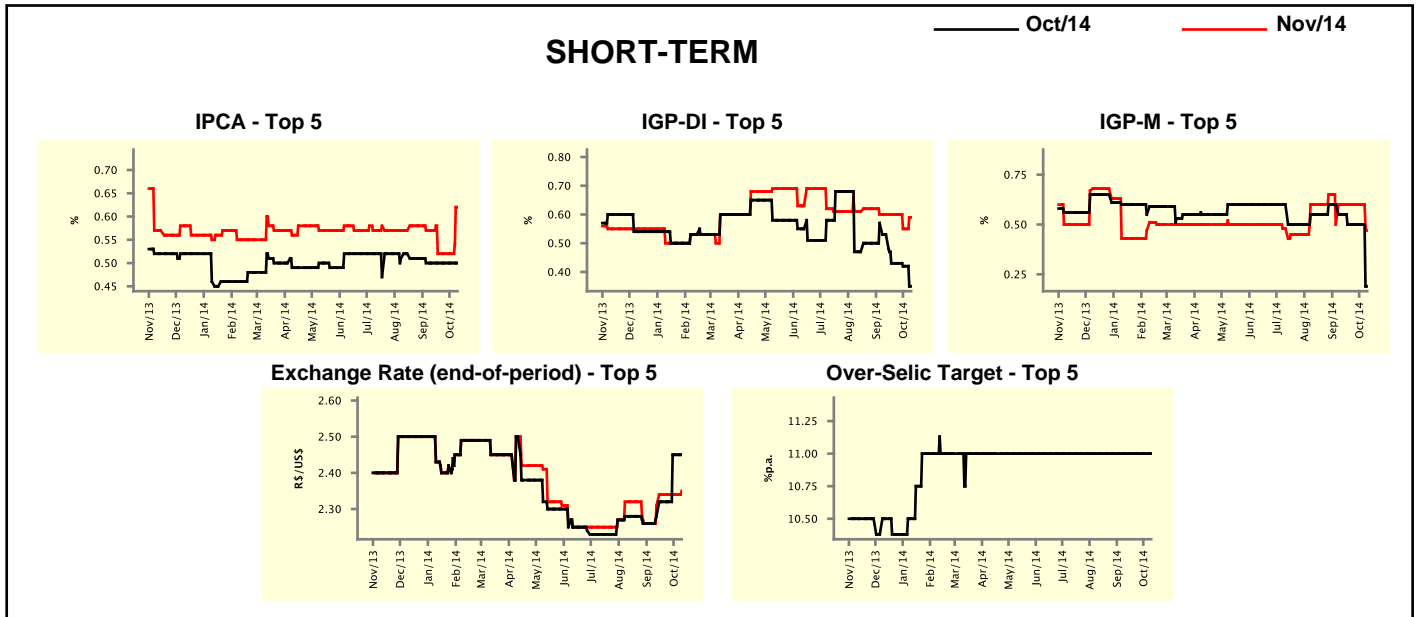 Oct/14
Nov/14
SHORT-TERM
IPCA - Top 5
%
0.70
0.65
0.60
0.55
0.50
0.45
Nov/13
Dec/13
Jan/14
Feb/14
Mar/14
Apr/14
May/14
Jun/14
Jul/14
Aug/14
Sep/14
Oct/14
IGP-DI - Top 5
%
0.80
0.70
0.60
0.50
0.40
Nov/13
Dec/13
Jan/14
Feb/14
Mar/14
Apr/14
May/14
Jun/14
Jul/14
Aug/14
Sep/14
Oct/14
IGP-M - Top 5
%
0.75
0.50
0.25
Nov/13
Dec/13
Jan/14
Feb/14
Mar/14
Apr/14
May/14
Jun/14
Jul/14
Aug/14
Sep/14
Oct/14
Exchange Rate (end-of-period) - Top 5
R$/US$
2.60
2.50
2.40
2.30
Nov/13
Dec/13
Jan/14
Feb/14
Mar/14
Apr/14
May/14
Jun/14
Jul/14
Aug/14
Sep/14
Oct/14
Over-Selic Target - Top 5
%p.a.
11.25
11.00
10.75
10.50
Nov/13
Dec/13
Jan/14
Feb/14
Mar/14
Apr/14
May/14
Jun/14
Jul/14
Aug/14
Sep/14
Oct/14